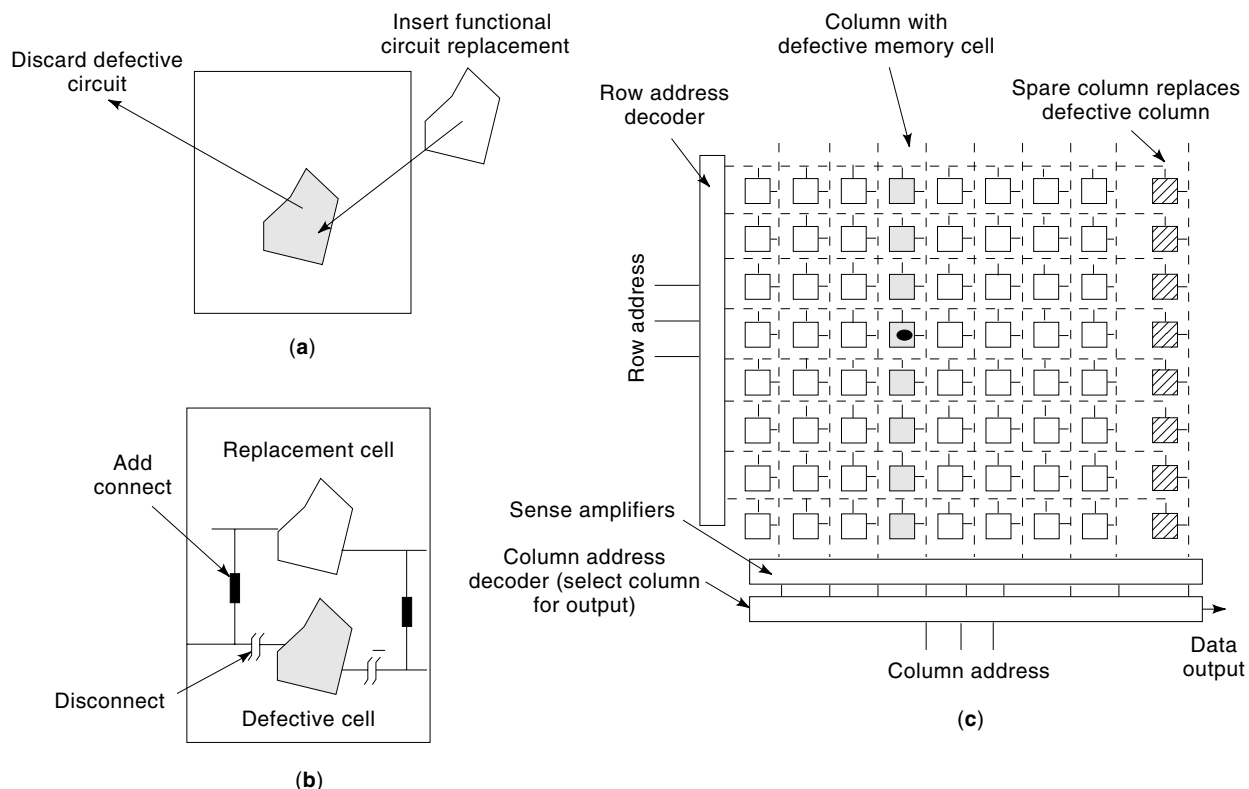 Insert functional
circuit replacement
Discard defective
circuit
(a)
Replacement cell
Add
connect
Disconnect
Defective cell
(b)
Column with
defective memory cell
Row address
decoder
Spare column replaces
defective column
Row address
Sense amplifiers
Column address
decoder (select column
for output)
Column address
Data
output
(c)